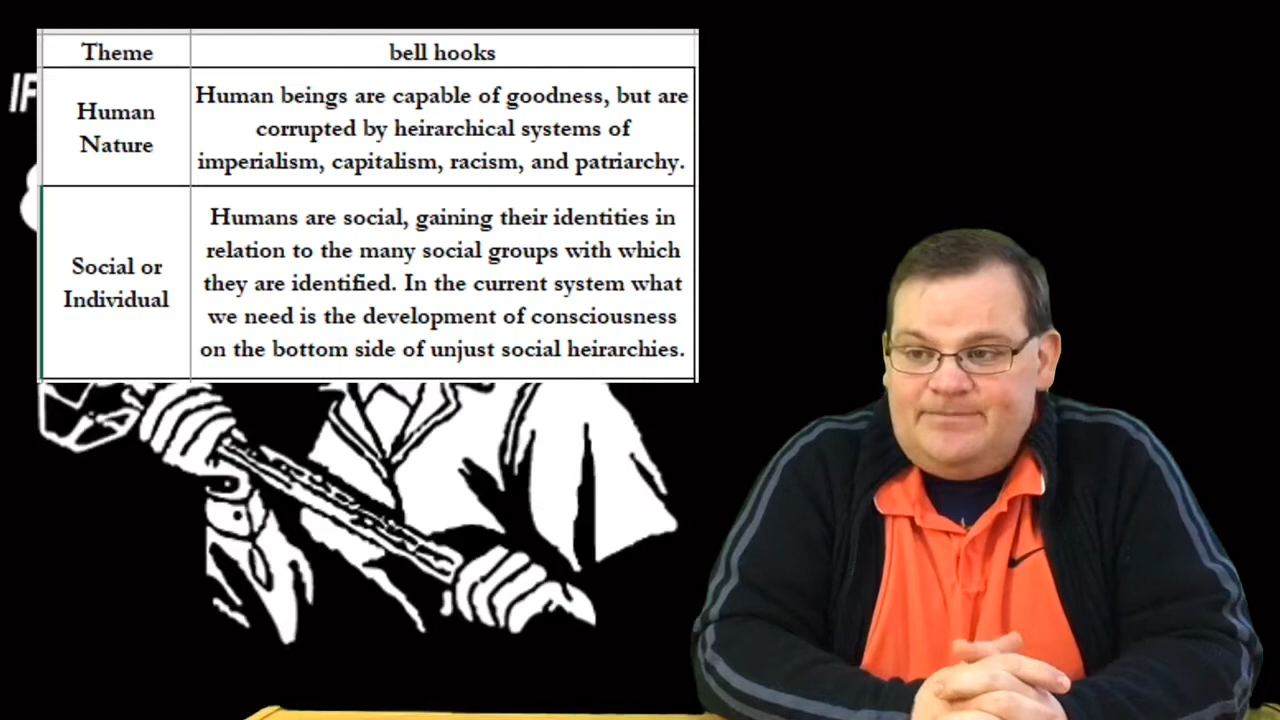 Theme
bell hooks
Human
Nature
Human beings are capable of goodness, but are
corrupted by heirarchical systems of
imperialism, capitalism, racism, and patriarchy.
Social or
Individual
Humans are social, gaining their identities in
relation to the many social groups with which
they are identified. In the current system what
we need is the development of consciousness
on the bottom side of unjust social heirarchies.